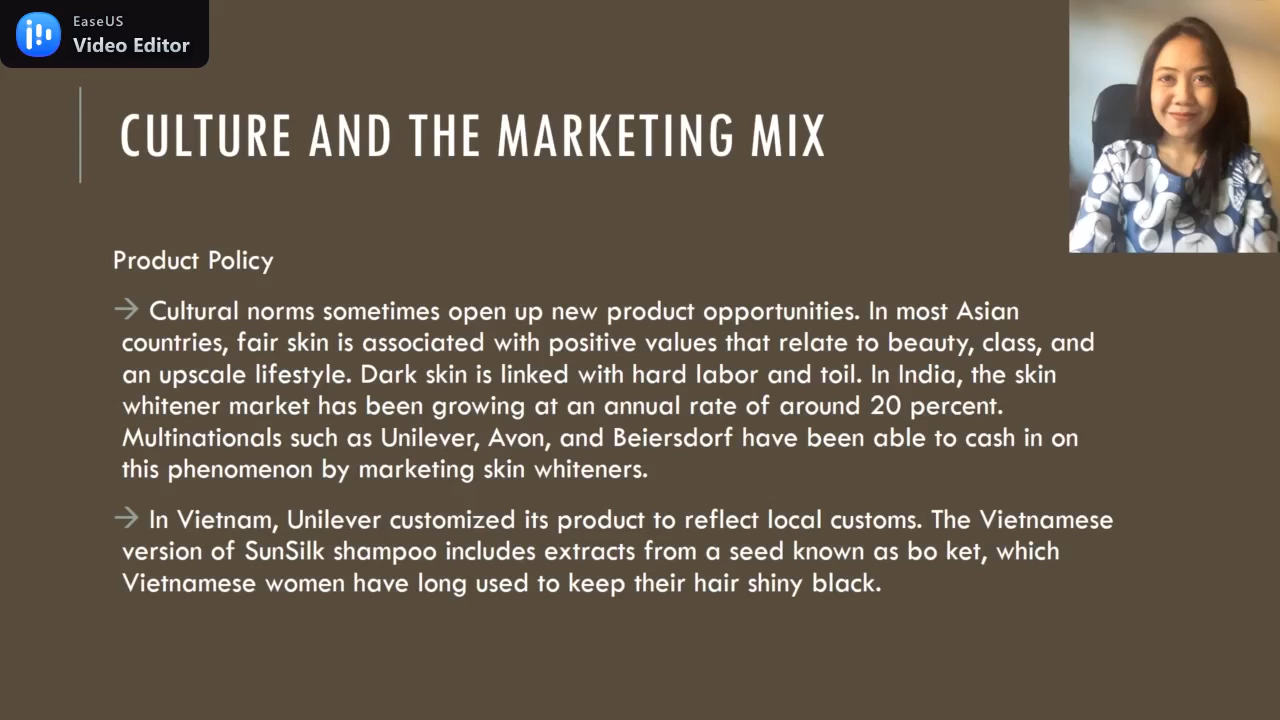 EaseUS
Video Editor
CULTURE AND THE MARKETING MIX
Product Policy
→ Cultural norms sometimes open up new product opportunities. In most Asian
countries, fair skin is associated with positive values that relate to beauty, class, and
an upscale lifestyle. Dark skin is linked with hard labor and toil. In India, the skin
whitener market has been growing at an annual rate of around 20 percent.
Multinationals such as Unilever, Avon, and Beiersdorf have been able to cash in on
this phenomenon by marketing skin whiteners.
→ In Vietnam, Unilever customized its product to reflect local customs. The Vietnamese
version of SunSilk shampoo includes extracts from a seed known as bo ket, which
Vietnamese women have long used to keep their hair shiny black.